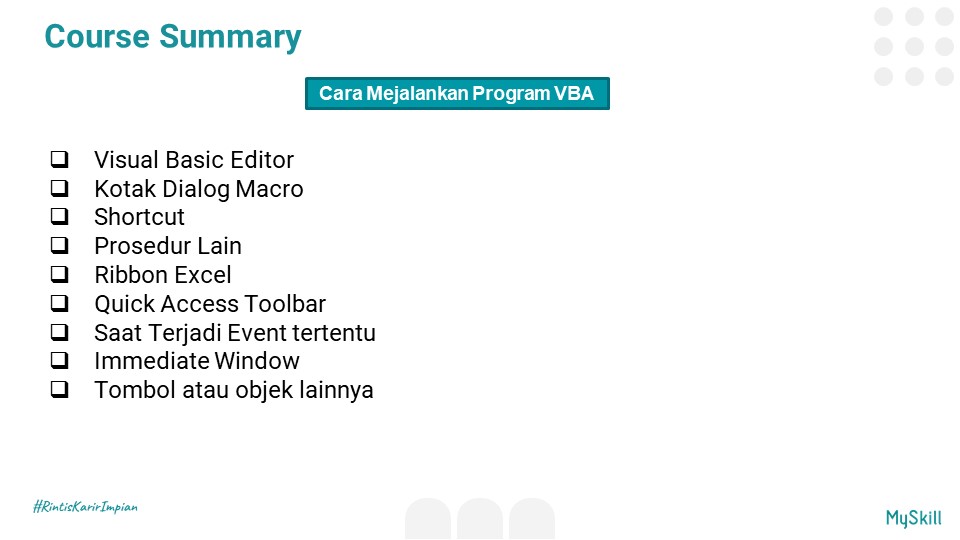 Course Summary
Cara Mejalankan Program VBA
❑ Visual Basic Editor
❑ Kotak Dialog Macro
❑ Shortcut
❑ Prosedur Lain
❑ Ribbon Excel
❑ Quick Access Toolbar
❑ Saat Terjadi Event tertentu
❑ Immediate Window
❑ Tombol atau objek lainnya
#RintisKarirImpian
MySkill